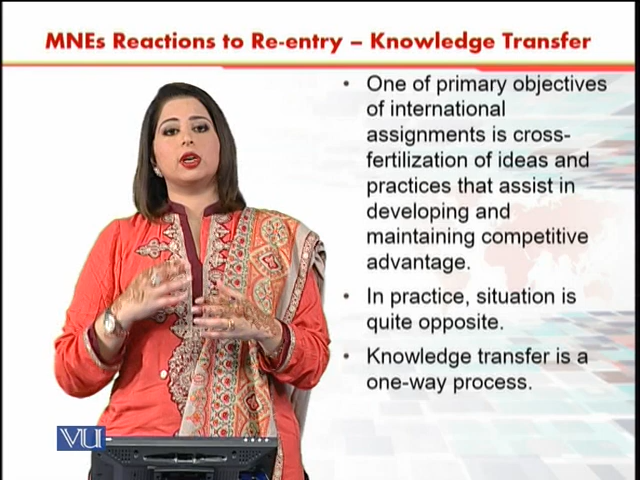 MNEs Reactions to Re-entry – Knowledge Transfer
• One of primary objectives
of international
assignments is cross-
fertilization of ideas and
practices that assist in
developing and
maintaining competitive
advantage.
• In practice, situation is
quite opposite.
• Knowledge transfer is a
one-way process.
VU